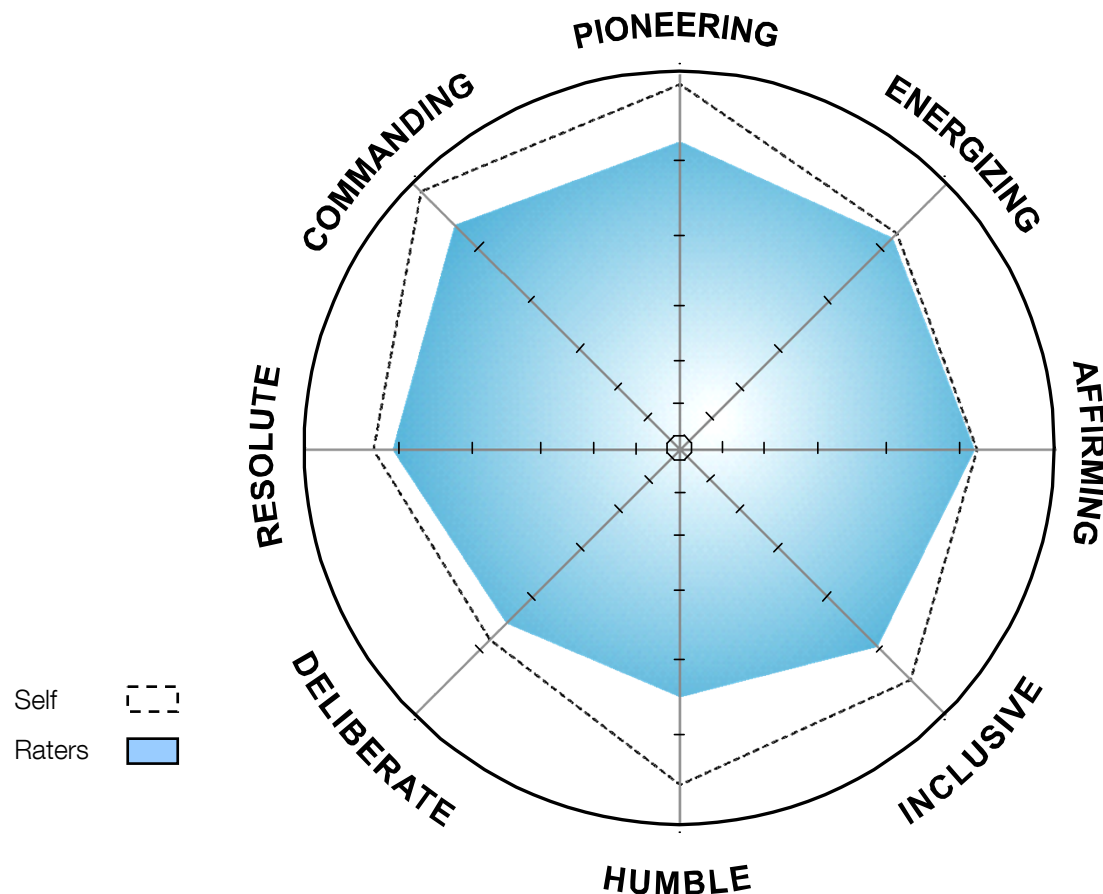 PIONEERING
ENERGIZING
AFFIRMING
INCLUSIVE
HUMBLE
DELIBERATE
RESOLUTE
COMMANDING
Self
Raters